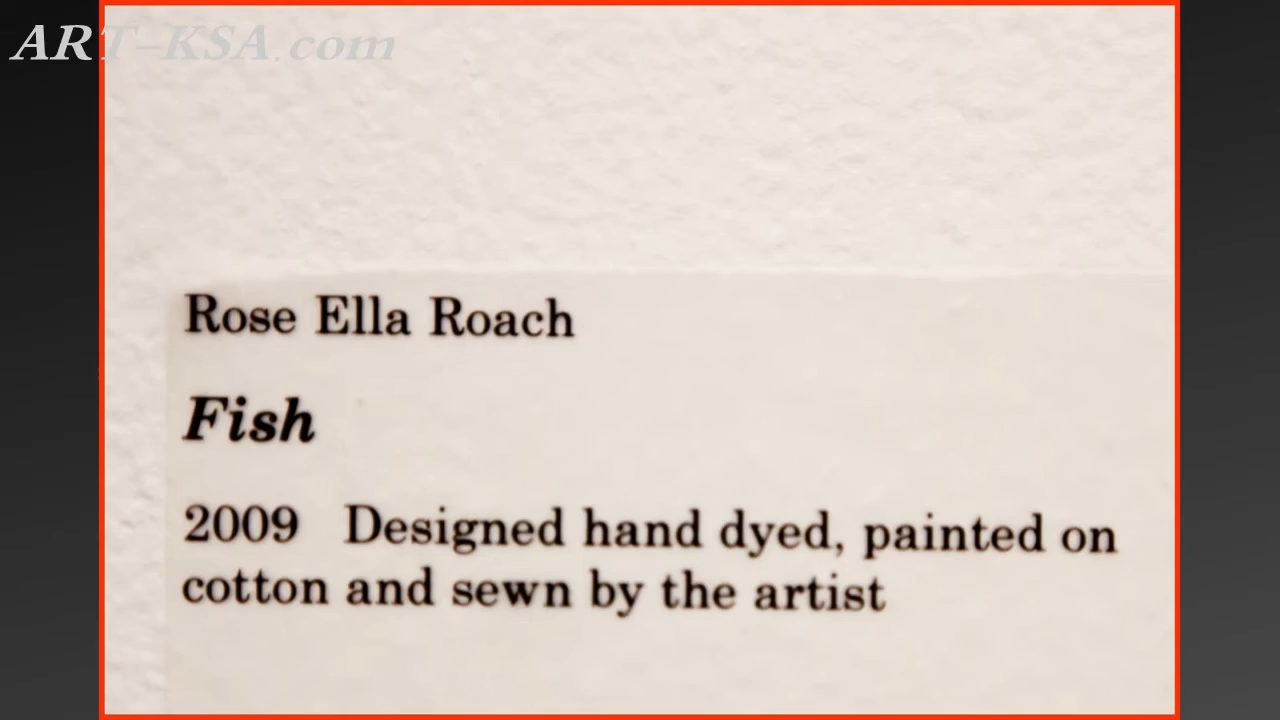 ART-KSA.com
Rose Ella Roach
Fish
2009 Designed hand dyed, painted on
cotton and sewn by the artist